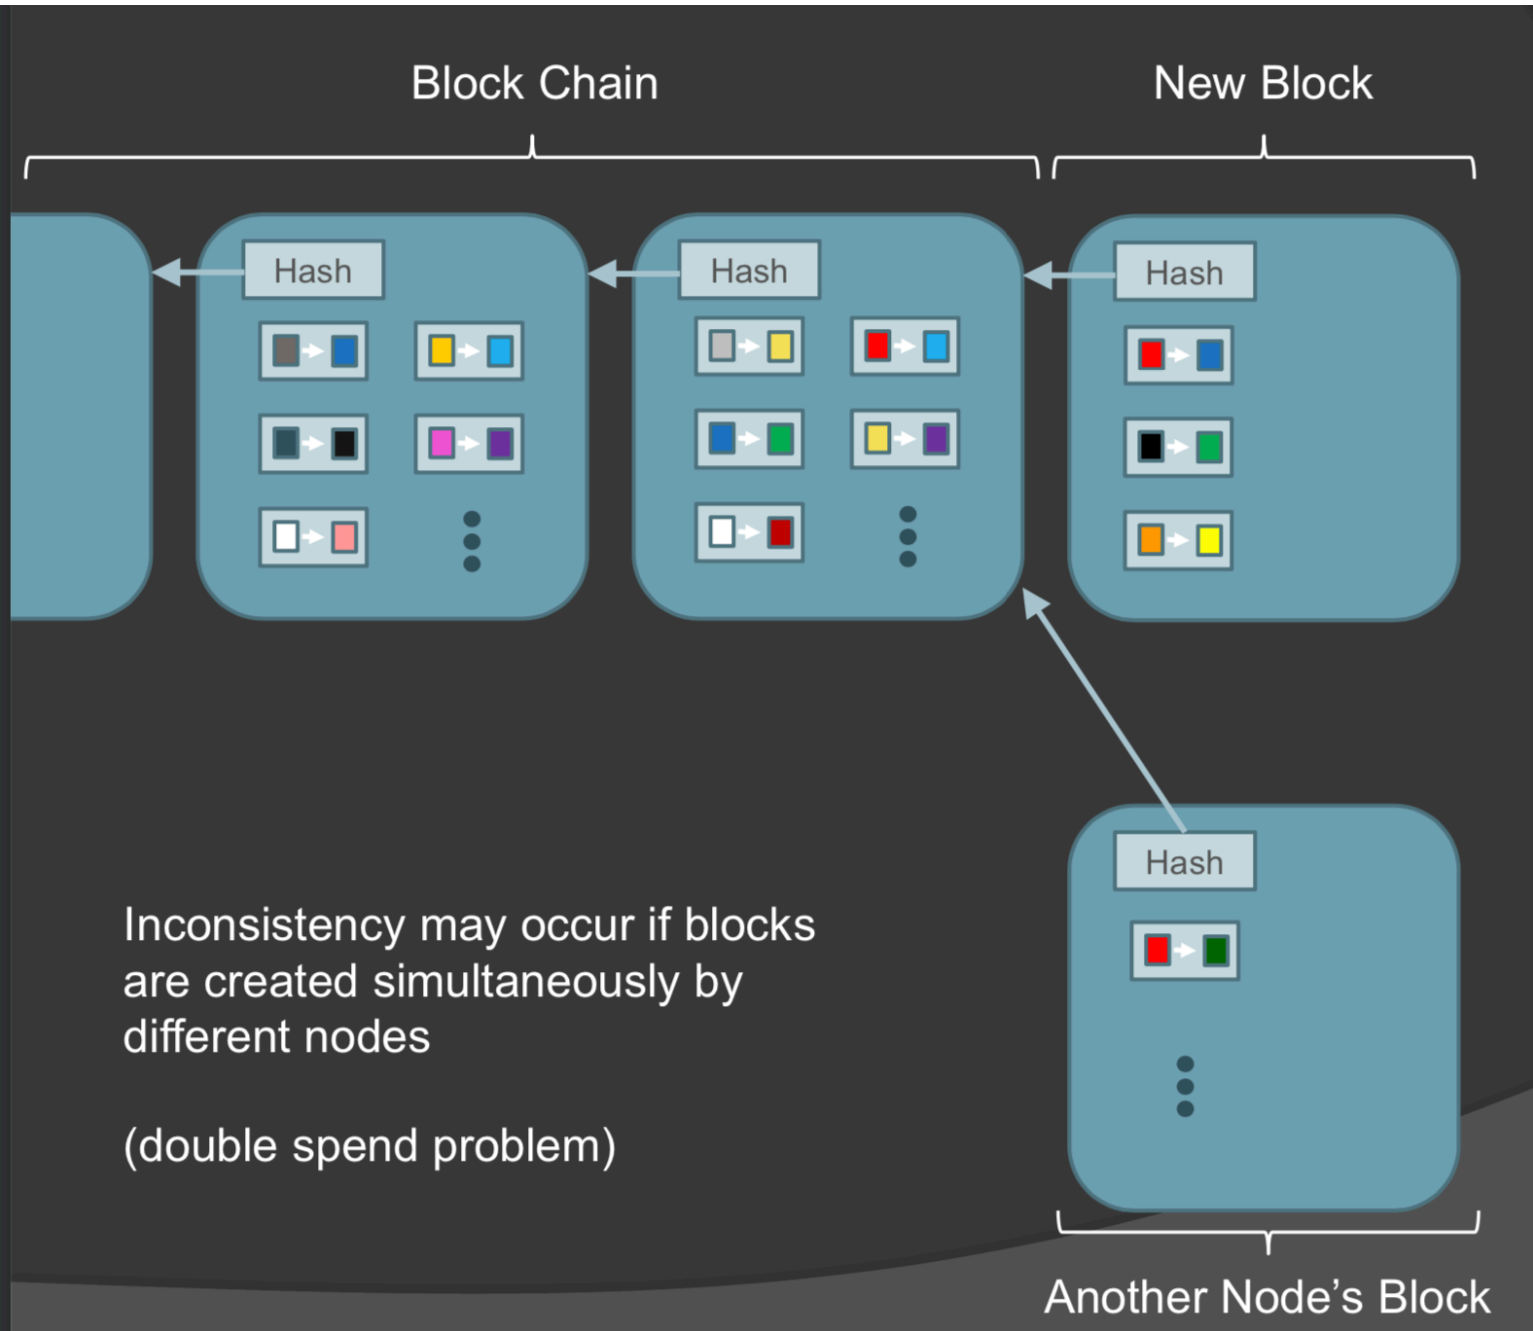 Block Chain
New Block
Hash
Hash
Hash
Hash
Inconsistency may occur if blocks
are created simultaneously by
different nodes
(double spend problem)
Another Node’s Block